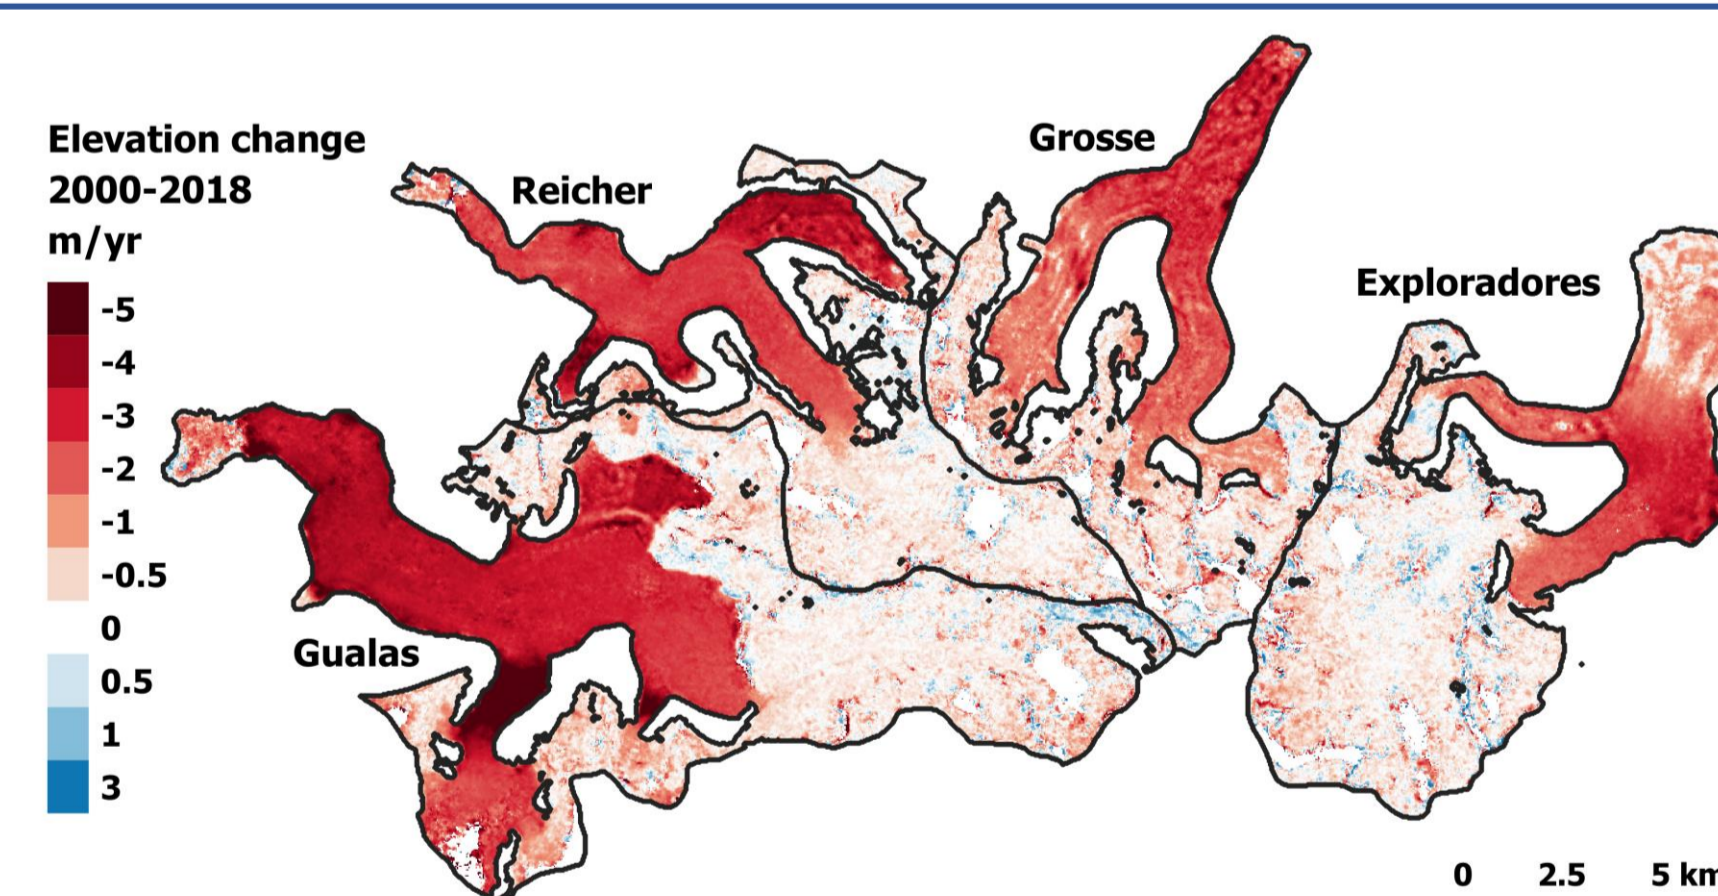 Elevation change
2000-2018
m/yr
-5
-4
-3
-2
-1
-0.5
0
0.5
1
3
Reicher
Grosse
Exploradores
Gualas
0 2.5 5 km